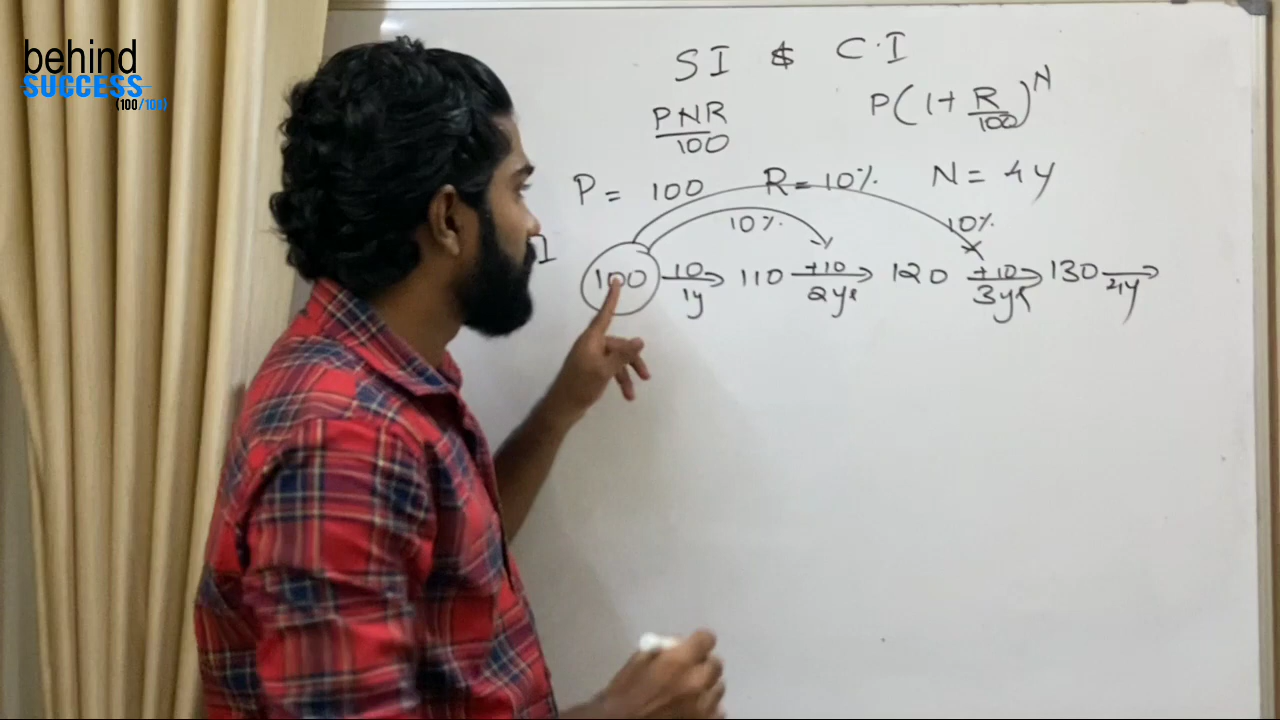 behind
SUCCESS
(100/100)
SI & C.I
PNR
100
P(1+R/100)^N
P = 100 R = 10% N = 4y
10% 10%
I 100 10 110 +10 120 +10 130
1y 2yr 3yr 4y